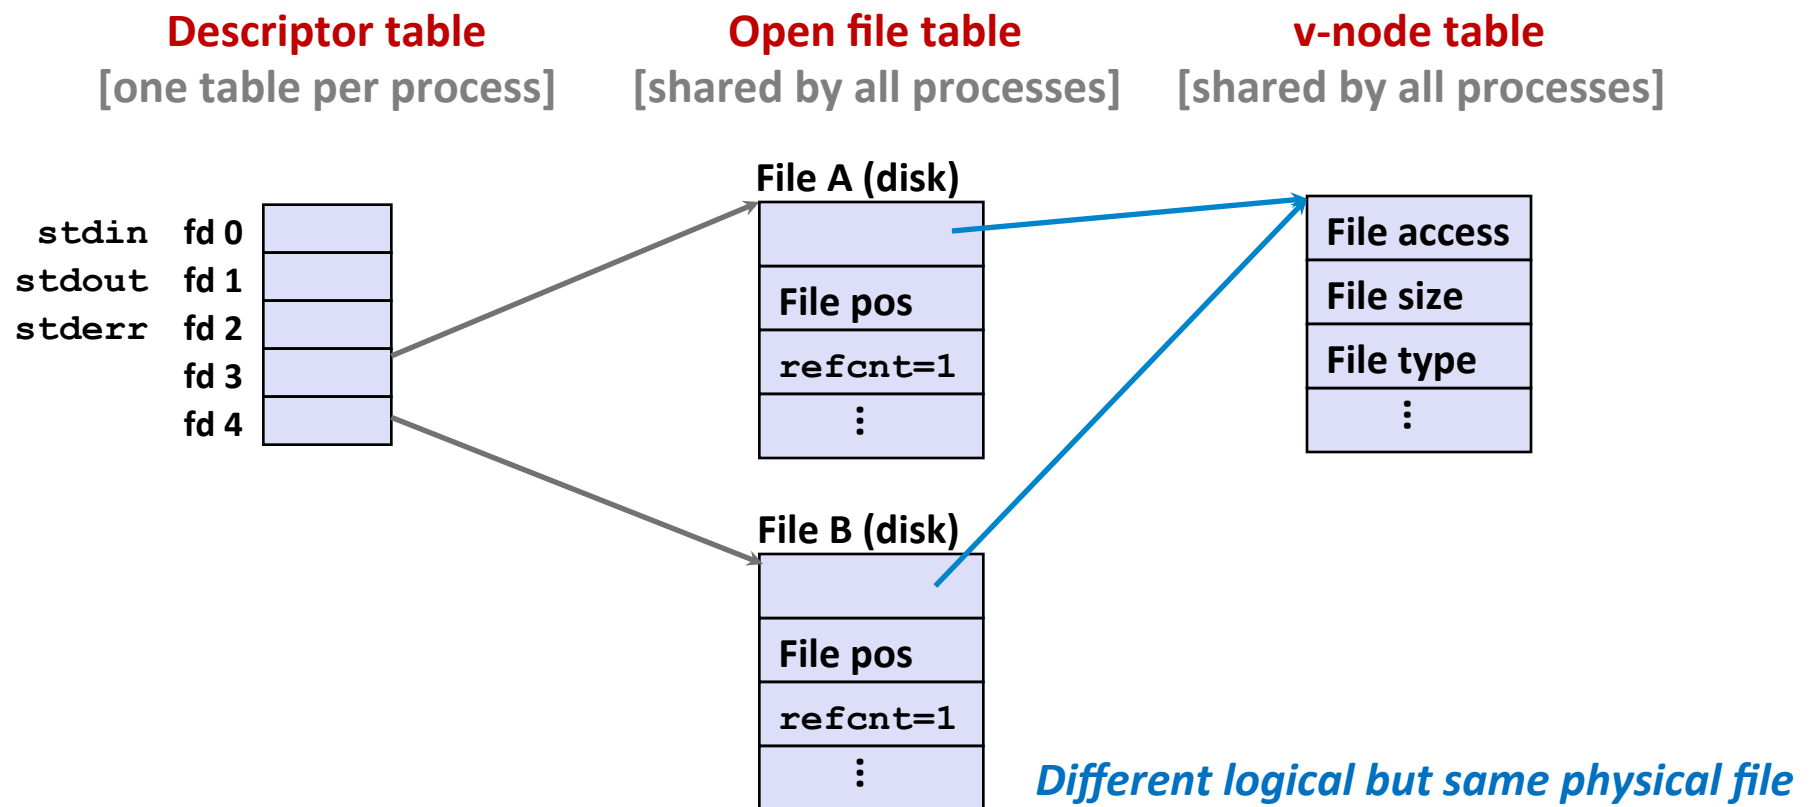 Descriptor table
[one table per process]
Open file table
[shared by all processes]
v-node table
[shared by all processes]
stdin fd 0
stdout fd 1
stderr fd 2
fd 3
fd 4
File A (disk)
File pos
refcnt=1
⋮
File B (disk)
File pos
refcnt=1
⋮
File access
File size
File type
⋮
Different logical but same physical file